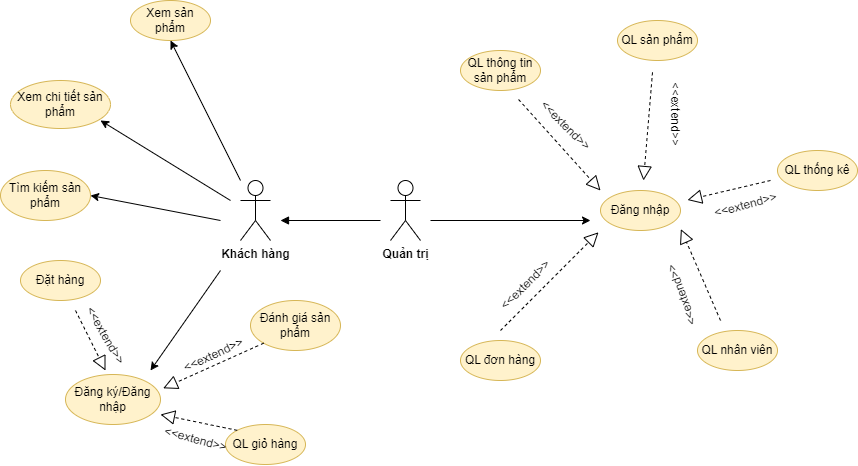 Xem sản
phẩm
QL sản phẩm
QL thông tin
sản phẩm
<<extend>>
<<extend>>
Xem chi tiết sản
phẩm
QL thống kê
<<extend>>
Tìm kiếm sản
phẩm
Đăng nhập
Khách hàng
Quản trị
Đặt hàng
<<extend>>
<<extend>>
Đánh giá sản
phẩm
<<extend>>
<<extend>>
QL đơn hàng
QL nhân viên
Đăng ký/Đăng
nhập
<<extend>>
QL giỏ hàng